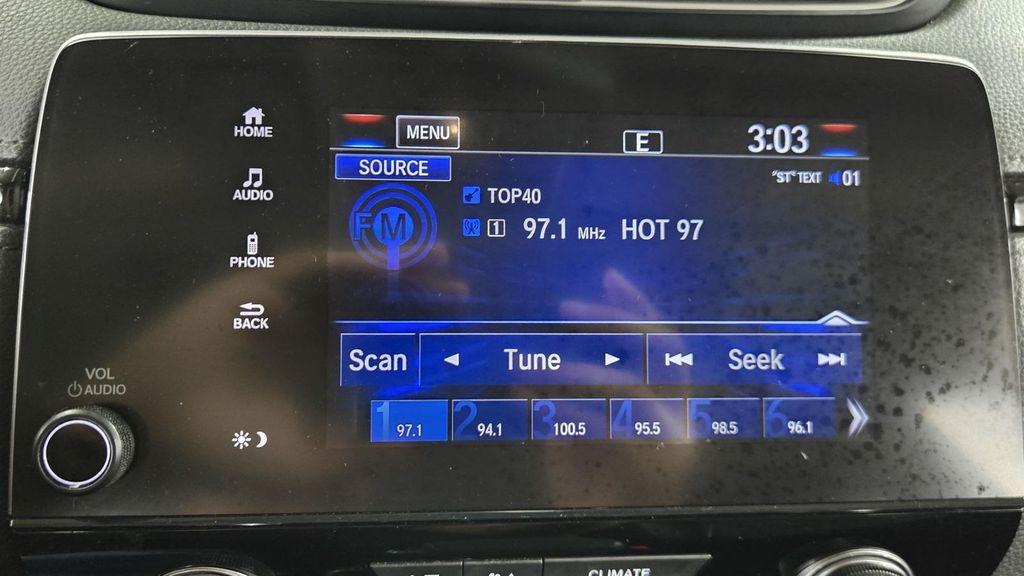 HOME
AUDIO
PHONE
BACK
VOL
AUDIO
MENU
E
3:03
SOURCE
"ST" TEXT 01
FM
TOP40
1 97.1 MHz HOT 97
Scan Tune Seek
1 97.1 2 94.1 3 100.5 4 95.5 5 98.5 6 96.1
CLIMATE